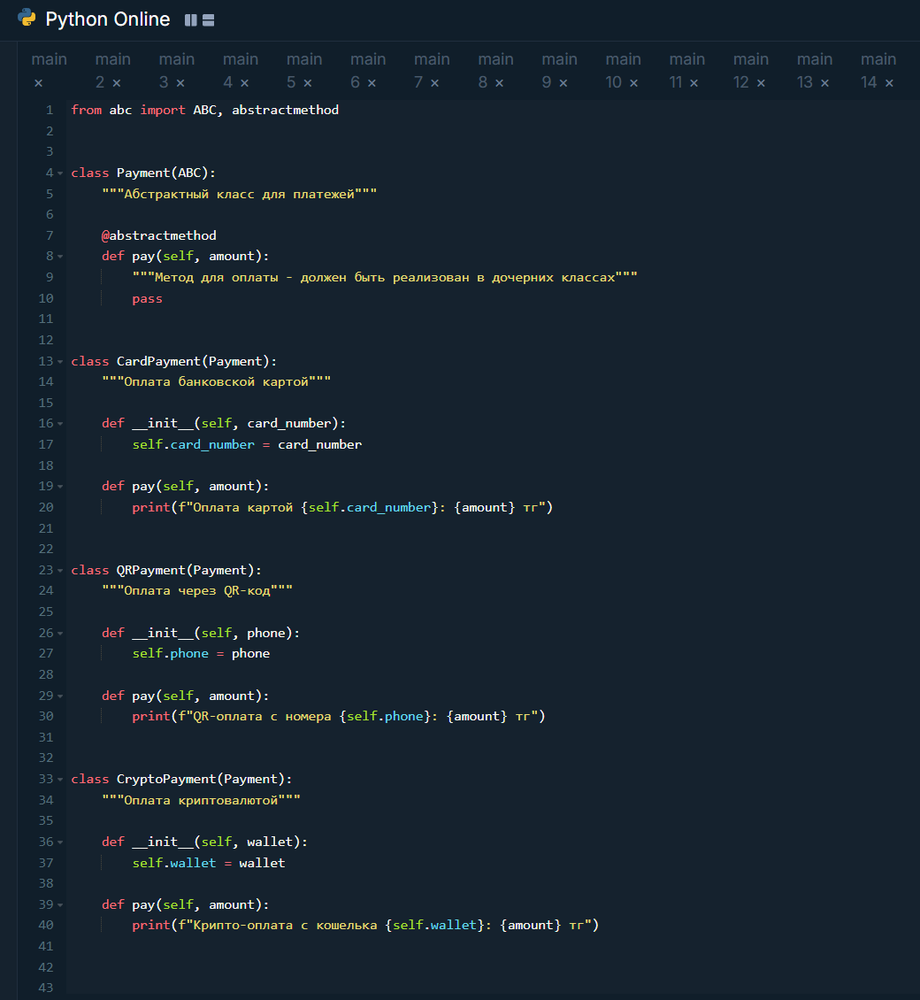 Python Online
main main main main main main main main main main main main main main
× 2 × 3 × 4 × 5 × 6 × 7 × 8 × 9 × 10 × 11 × 12 × 13 × 14 ×
1 from abc import ABC, abstractmethod
2
3
4 class Payment(ABC):
5     """Абстрактный класс для платежей"""
6
7     @abstractmethod
8     def pay(self, amount):
9         """Метод для оплаты - должен быть реализован в дочерних классах"""
10         pass
11
12
13 class CardPayment(Payment):
14     """Оплата банковской картой"""
15
16     def __init__(self, card_number):
17         self.card_number = card_number
18
19     def pay(self, amount):
20         print(f"Оплата картой {self.card_number}: {amount} тг")
21
22
23 class QRPayment(Payment):
24     """Оплата через QR-код"""
25
26     def __init__(self, phone):
27         self.phone = phone
28
29     def pay(self, amount):
30         print(f"QR-оплата с номера {self.phone}: {amount} тг")
31
32
33 class CryptoPayment(Payment):
34     """Оплата криптовалютой"""
35
36     def __init__(self, wallet):
37         self.wallet = wallet
38
39     def pay(self, amount):
40         print(f"Крипто-оплата с кошелька {self.wallet}: {amount} тг")
41
42
43